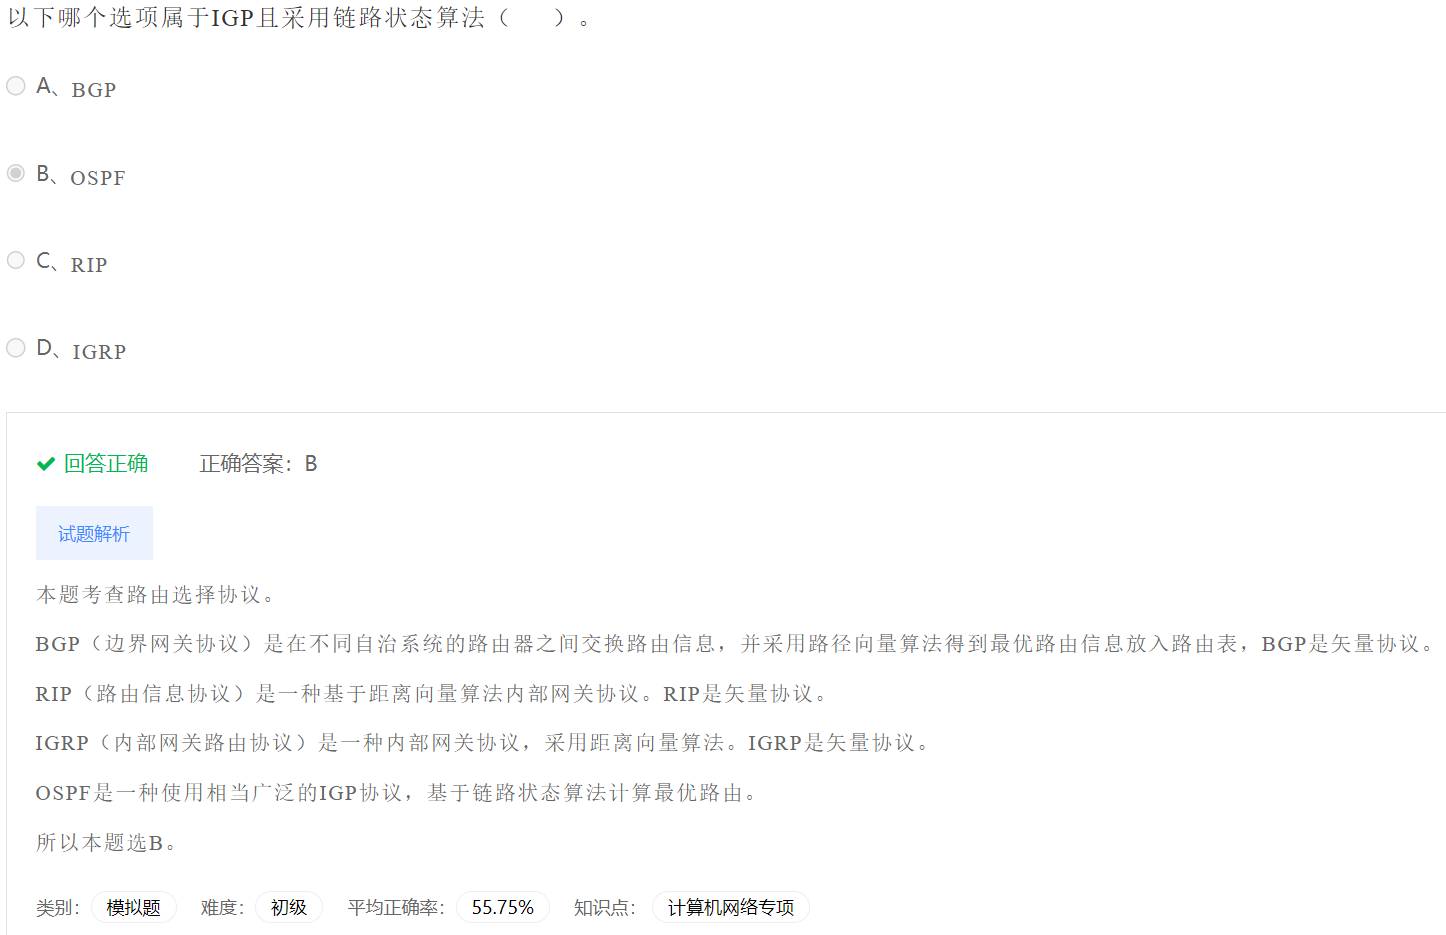 以下哪个选项属于IGP且采用链路状态算法（　　）。
A、BGP
B、OSPF
C、RIP
D、IGRP
回答正确　正确答案：B
试题解析
本题考查路由选择协议。
BGP（边界网关协议）是在不同自治系统的路由器之间交换路由信息，并采用路径向量算法得到最优路由信息放入路由表，BGP是矢量协议。
RIP（路由信息协议）是一种基于距离向量算法内部网关协议。RIP是矢量协议。
IGRP（内部网关路由协议）是一种内部网关协议，采用距离向量算法。IGRP是矢量协议。
OSPF是一种使用相当广泛的IGP协议，基于链路状态算法计算最优路由。
所以本题选B。
类别：模拟题　难度：初级　平均正确率：55.75%　知识点：计算机网络专项